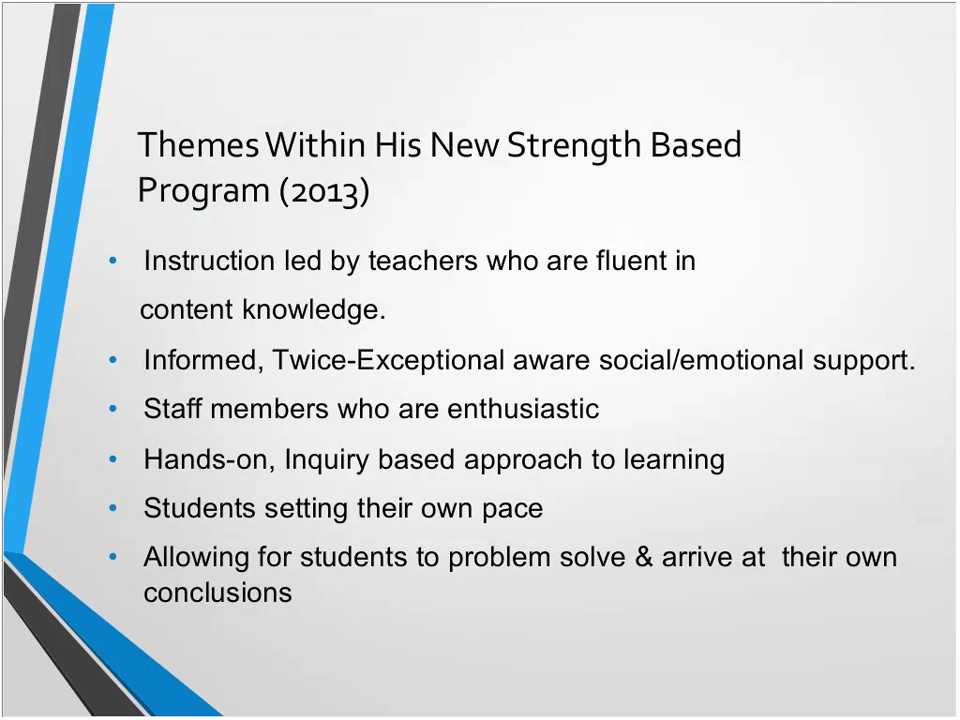 Themes Within His New Strength Based
Program (2013)
• Instruction led by teachers who are fluent in
content knowledge.
• Informed, Twice-Exceptional aware social/emotional support.
• Staff members who are enthusiastic
• Hands-on, Inquiry based approach to learning
• Students setting their own pace
• Allowing for students to problem solve & arrive at  their own
conclusions